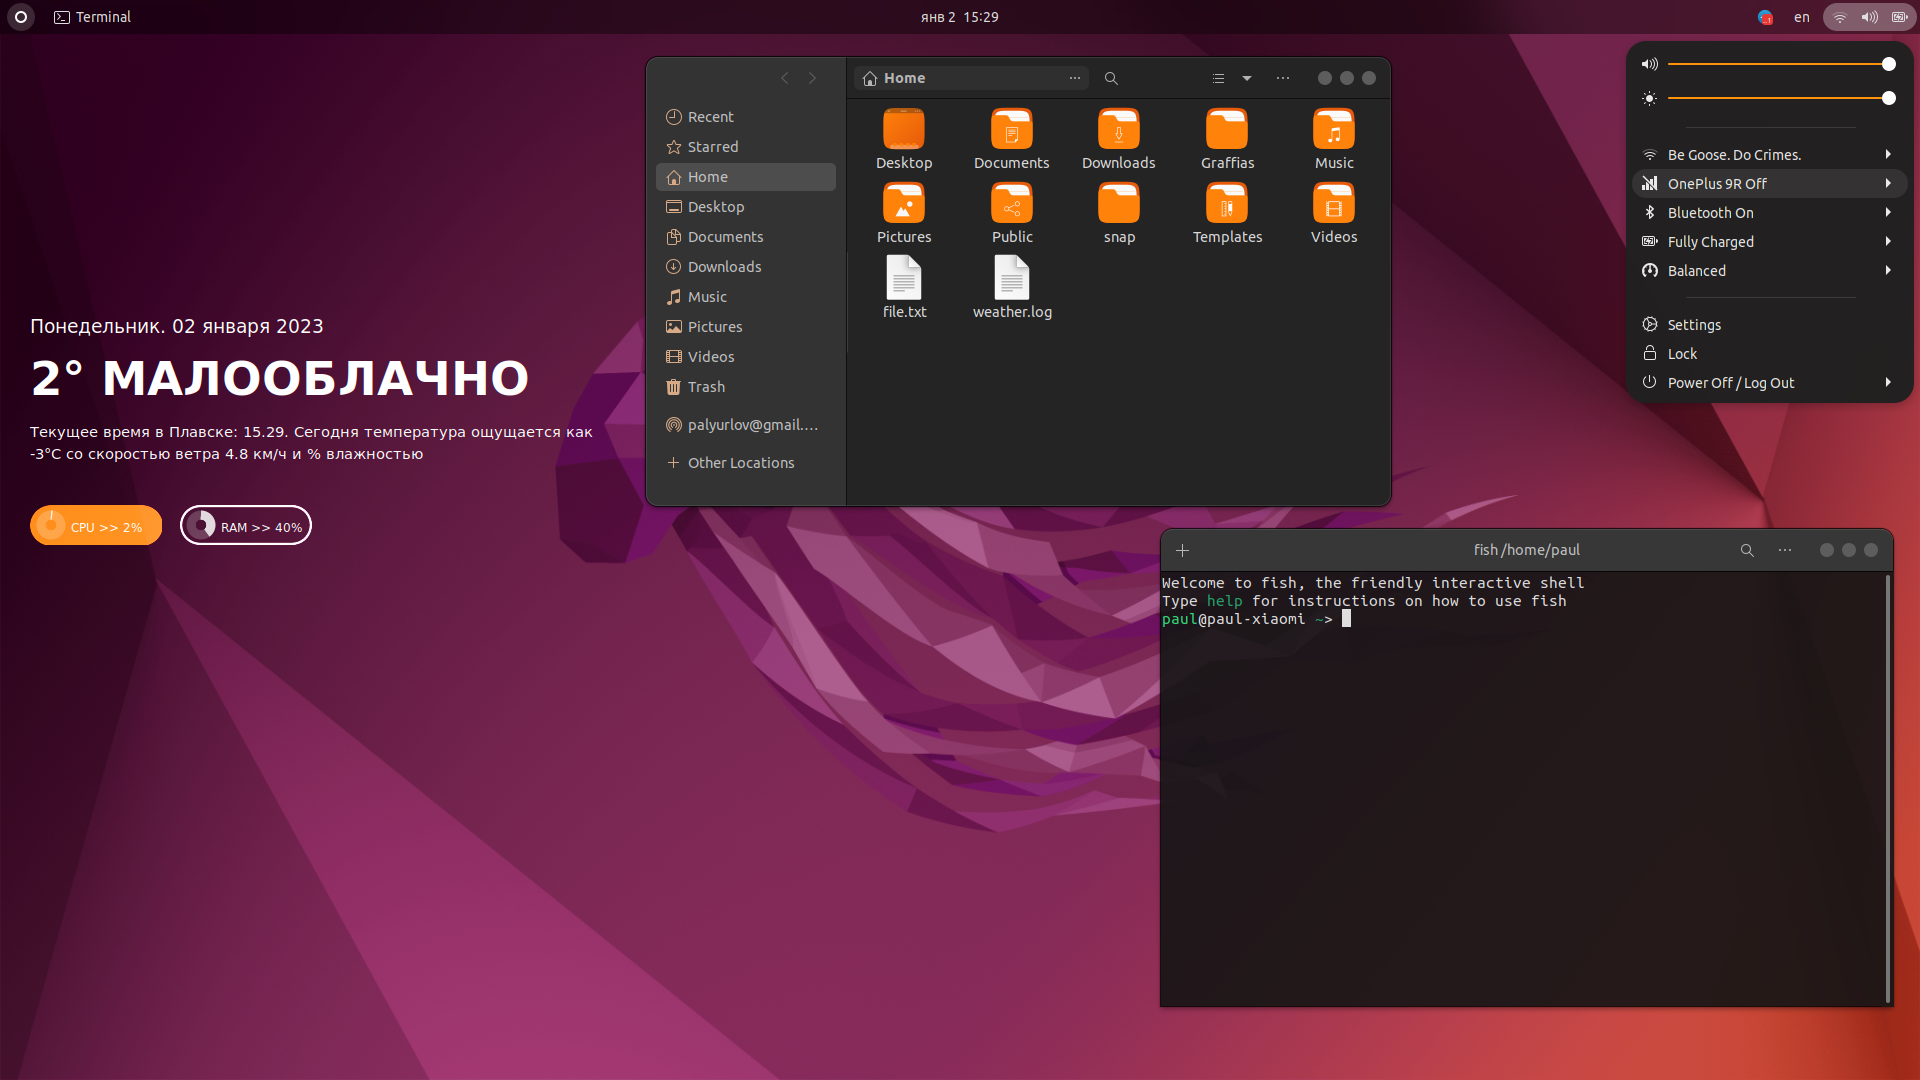 Terminal
янв 2 15:29
en
Понедельник. 02 января 2023
2° МАЛООБЛАЧНО
Текущее время в Плавске: 15.29. Сегодня температура ощущается как
-3°C со скоростью ветра 4.8 км/ч и % влажностью
CPU >> 2%
RAM >> 40%
Home
Recent
Starred
Home
Desktop
Documents
Downloads
Music
Pictures
Videos
Trash
palyurlov@gmail....
Other Locations
Desktop
Documents
Downloads
Graffias
Music
Pictures
Public
snap
Templates
Videos
file.txt
weather.log
Be Goose. Do Crimes.
OnePlus 9R Off
Bluetooth On
Fully Charged
Balanced
Settings
Lock
Power Off / Log Out
fish /home/paul
Welcome to fish, the friendly interactive shell
Type help for instructions on how to use fish
paul@paul-xiaomi ~>